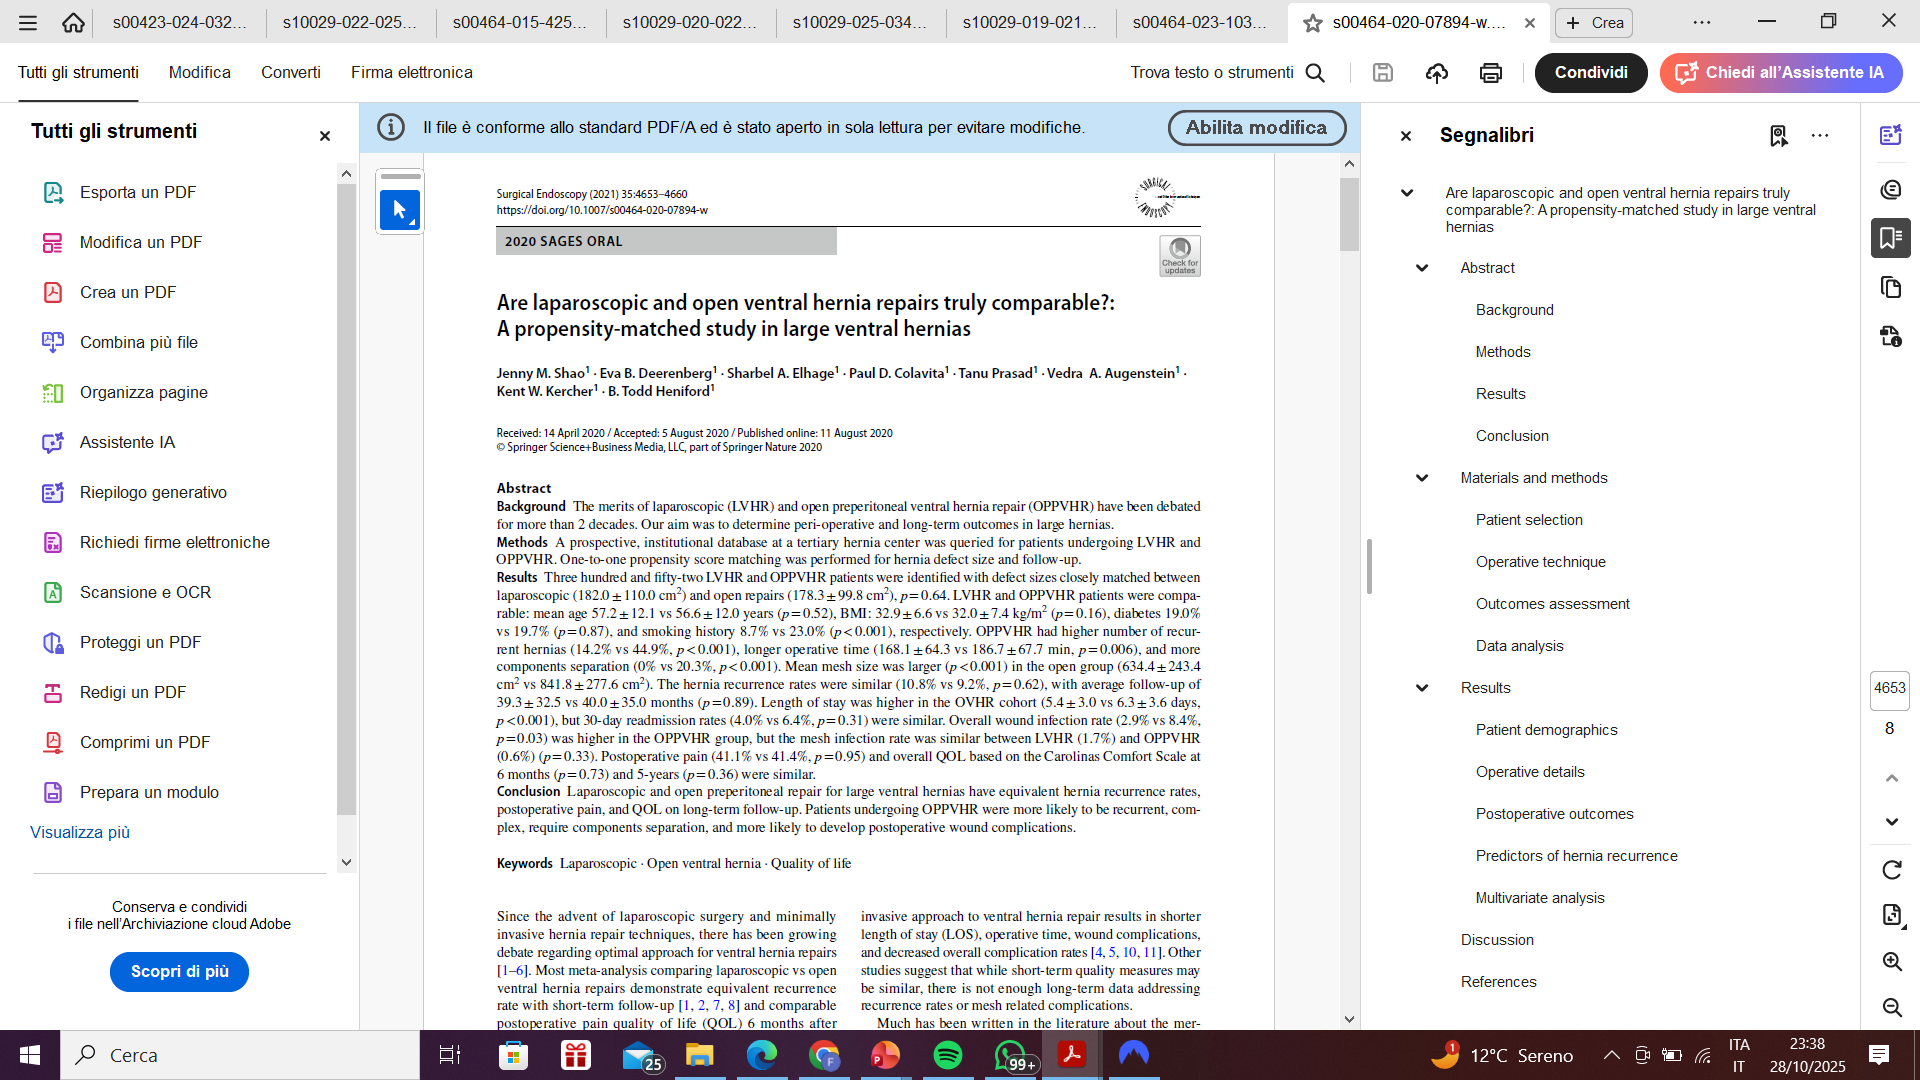 s00423-024-032...
s10029-022-025...
s00464-015-425...
s10029-020-022...
s10029-025-034...
s10029-019-021...
s00464-023-103...
s00464-020-07894-w....
Crea
Tutti gli strumenti
Modifica
Converti
Firma elettronica
Trova testo o strumenti
Condividi
Chiedi all'Assistente IA
Tutti gli strumenti
Esporta un PDF
Modifica un PDF
Crea un PDF
Combina più file
Organizza pagine
Assistente IA
Riepilogo generativo
Richiedi firme elettroniche
Scansione e OCR
Proteggi un PDF
Redigi un PDF
Comprimi un PDF
Prepara un modulo
Visualizza più
Conserva e condividi
i file nell'Archiviazione cloud Adobe
Scopri di più
Il file è conforme allo standard PDF/A ed è stato aperto in sola lettura per evitare modifiche.
Abilita modifica
Surgical Endoscopy (2021) 35:4653–4660
https://doi.org/10.1007/s00464-020-07894-w
SURGICAL
ENDOSCOPY
2020 SAGES ORAL
Check for
updates
Are laparoscopic and open ventral hernia repairs truly comparable?:
A propensity-matched study in large ventral hernias
Jenny M. Shao1 · Eva B. Deerenberg1 · Sharbel A. Elhage1 · Paul D. Colavita1 · Tanu Prasad1 · Vedra A. Augenstein1 ·
Kent W. Kercher1 · B. Todd Heniford1
Received: 14 April 2020 / Accepted: 5 August 2020 / Published online: 11 August 2020
© Springer Science+Business Media, LLC, part of Springer Nature 2020
Abstract
Background The merits of laparoscopic (LVHR) and open preperitoneal ventral hernia repair (OPPVHR) have been debated
for more than 2 decades. Our aim was to determine peri-operative and long-term outcomes in large hernias.
Methods A prospective, institutional database at a tertiary hernia center was queried for patients undergoing LVHR and
OPPVHR. One-to-one propensity score matching was performed for hernia defect size and follow-up.
Results Three hundred and fifty-two LVHR and OPPVHR patients were identified with defect sizes closely matched between
laparoscopic (182.0 ± 110.0 cm2) and open repairs (178.3 ± 99.8 cm2), p = 0.64. LVHR and OPPVHR patients were compa-
rable: mean age 57.2 ± 12.1 vs 56.6 ± 12.0 years (p = 0.52), BMI: 32.9 ± 6.6 vs 32.0 ± 7.4 kg/m2 (p = 0.16), diabetes 19.0%
vs 19.7% (p = 0.87), and smoking history 8.7% vs 23.0% (p < 0.001), respectively. OPPVHR had higher number of recur-
rent hernias (14.2% vs 44.9%, p < 0.001), longer operative time (168.1 ± 64.3 vs 186.7 ± 67.7 min, p = 0.006), and more
components separation (0% vs 20.3%, p < 0.001). Mean mesh size was larger (p < 0.001) in the open group (634.4 ± 243.4
cm2 vs 841.8 ± 277.6 cm2). The hernia recurrence rates were similar (10.8% vs 9.2%, p = 0.62), with average follow-up of
39.3 ± 32.5 vs 40.0 ± 35.0 months (p = 0.89). Length of stay was higher in the OVHR cohort (5.4 ± 3.0 vs 6.3 ± 3.6 days,
p < 0.001), but 30-day readmission rates (4.0% vs 6.4%, p = 0.31) were similar. Overall wound infection rate (2.9% vs 8.4%,
p = 0.03) was higher in the OPPVHR group, but the mesh infection rate was similar between LVHR (1.7%) and OPPVHR
(0.6%) (p = 0.33). Postoperative pain (41.1% vs 41.4%, p = 0.95) and overall QOL based on the Carolinas Comfort Scale at
6 months (p = 0.73) and 5-years (p = 0.36) were similar.
Conclusion Laparoscopic and open preperitoneal repair for large ventral hernias have equivalent hernia recurrence rates,
postoperative pain, and QOL on long-term follow-up. Patients undergoing OPPVHR were more likely to be recurrent, com-
plex, require components separation, and more likely to develop postoperative wound complications.
Keywords Laparoscopic · Open ventral hernia · Quality of life
Since the advent of laparoscopic surgery and minimally
invasive hernia repair techniques, there has been growing
debate regarding optimal approach for ventral hernia repairs
[1–6]. Most meta-analysis comparing laparoscopic vs open
ventral hernia repairs demonstrate equivalent recurrence
rate with short-term follow-up [1, 2, 7, 8] and comparable
postoperative pain quality of life (QOL) 6 months after
invasive approach to ventral hernia repair results in shorter
length of stay (LOS), operative time, wound complications,
and decreased overall complication rates [4, 5, 10, 11]. Other
studies suggest that while short-term quality measures may
be similar, there is not enough long-term data addressing
recurrence rates or mesh related complications.
Much has been written in the literature about the mer-
Segnalibri
Are laparoscopic and open ventral hernia repairs truly
comparable?: A propensity-matched study in large ventral
hernias
Abstract
Background
Methods
Results
Conclusion
Materials and methods
Patient selection
Operative technique
Outcomes assessment
Data analysis
Results
Patient demographics
Operative details
Postoperative outcomes
Predictors of hernia recurrence
Multivariate analysis
Discussion
References
4653
8
Cerca
25
99+
1
12°C Sereno
ITA
IT
23:38
28/10/2025